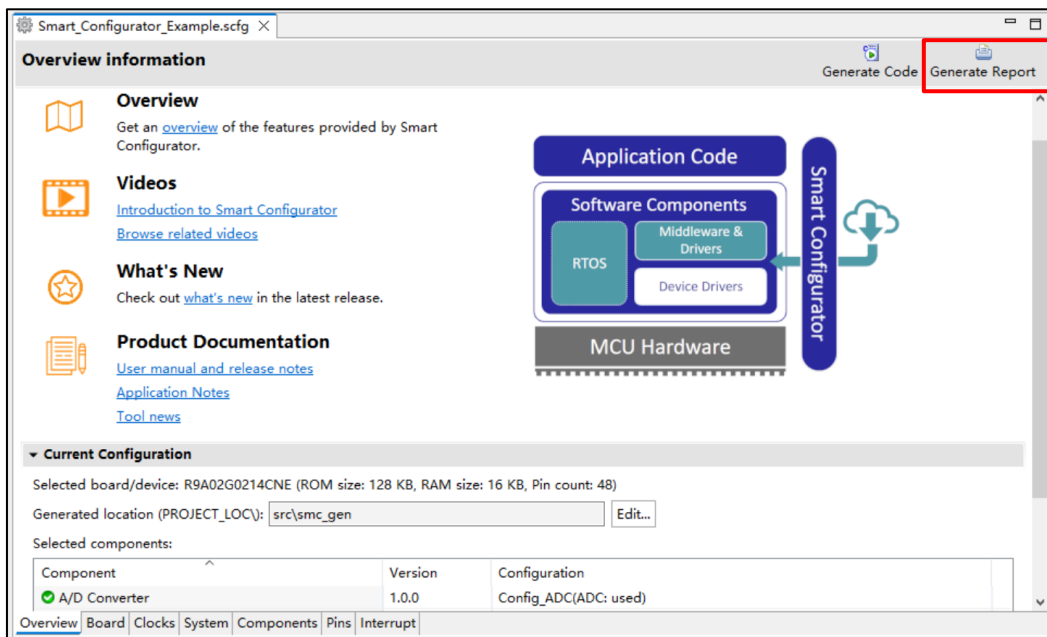 Smart_Configurator_Example.scfg
Overview information
Generate Code
Generate Report
Overview
Get an overview of the features provided by Smart
Configurator.
Videos
Introduction to Smart Configurator
Browse related videos
What's New
Check out what's new in the latest release.
Product Documentation
User manual and release notes
Application Notes
Tool news
Application Code
Software Components
RTOS
Middleware &
Drivers
Device Drivers
MCU Hardware
Smart Configurator
Current Configuration
Selected board/device: R9A02G0214CNE (ROM size: 128 KB, RAM size: 16 KB, Pin count: 48)
Generated location (PROJECT_LOC\): src\smc_gen Edit...
Selected components:
Component Version Configuration
A/D Converter 1.0.0 Config_ADC(ADC: used)
Overview Board Clocks System Components Pins Interrupt